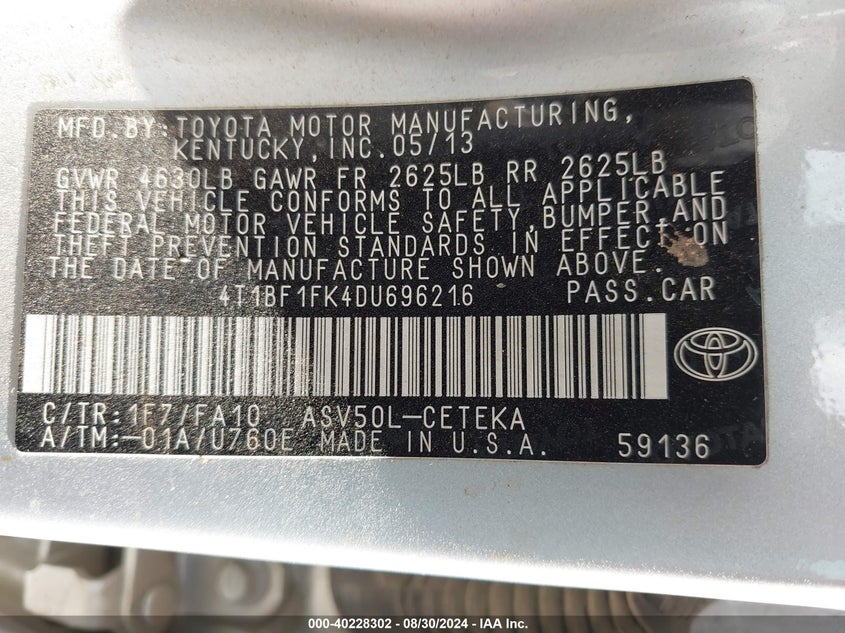 MFD.BY:TOYOTA MOTOR MANUFACTURING,
KENTUCKY,INC.05/13
GVWR 4630LB GAWR FR 2625LB RR 2625LB
THIS VEHICLE CONFORMS TO ALL APPLICABLE
FEDERAL MOTOR VEHICLE SAFETY,BUMPER,AND
THEFT PREVENTION STANDARDS IN EFFECT ON
THE DATE OF MANUFACTURE SHOWN ABOVE.
4T1BF1FK4DU696216 PASS.CAR
C/TR:1F7/FA10 ASV50L-CETEKA
A/TM:-01A/U760E MADE IN U.S.A. 59136
000-40228302 - 08/30/2024 - IAA Inc.